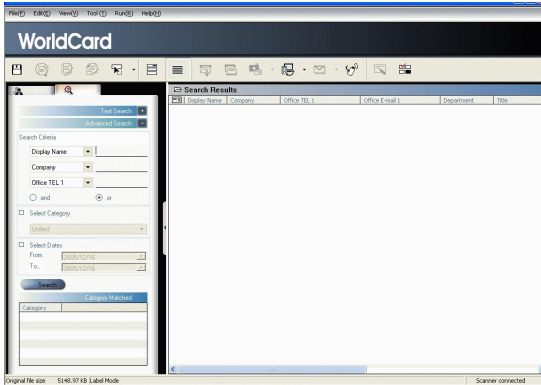 File(F) Edit(E) View(V) Tool (T) Run(R) Help(H)
WorldCard
Search Results
Display Name Company Office TEL 1 Office E-mail 1 Department Title
Text Search
Advanced Search
Search Criteria
Display Name
Company
Office TEL 1
and or
Select Category
Unfiled
Select Dates
From.
2005/12/16
To..
2005/12/16
Search
Category Matched
Category
Original file size 5148.97 KB Label Mode Scanner connected